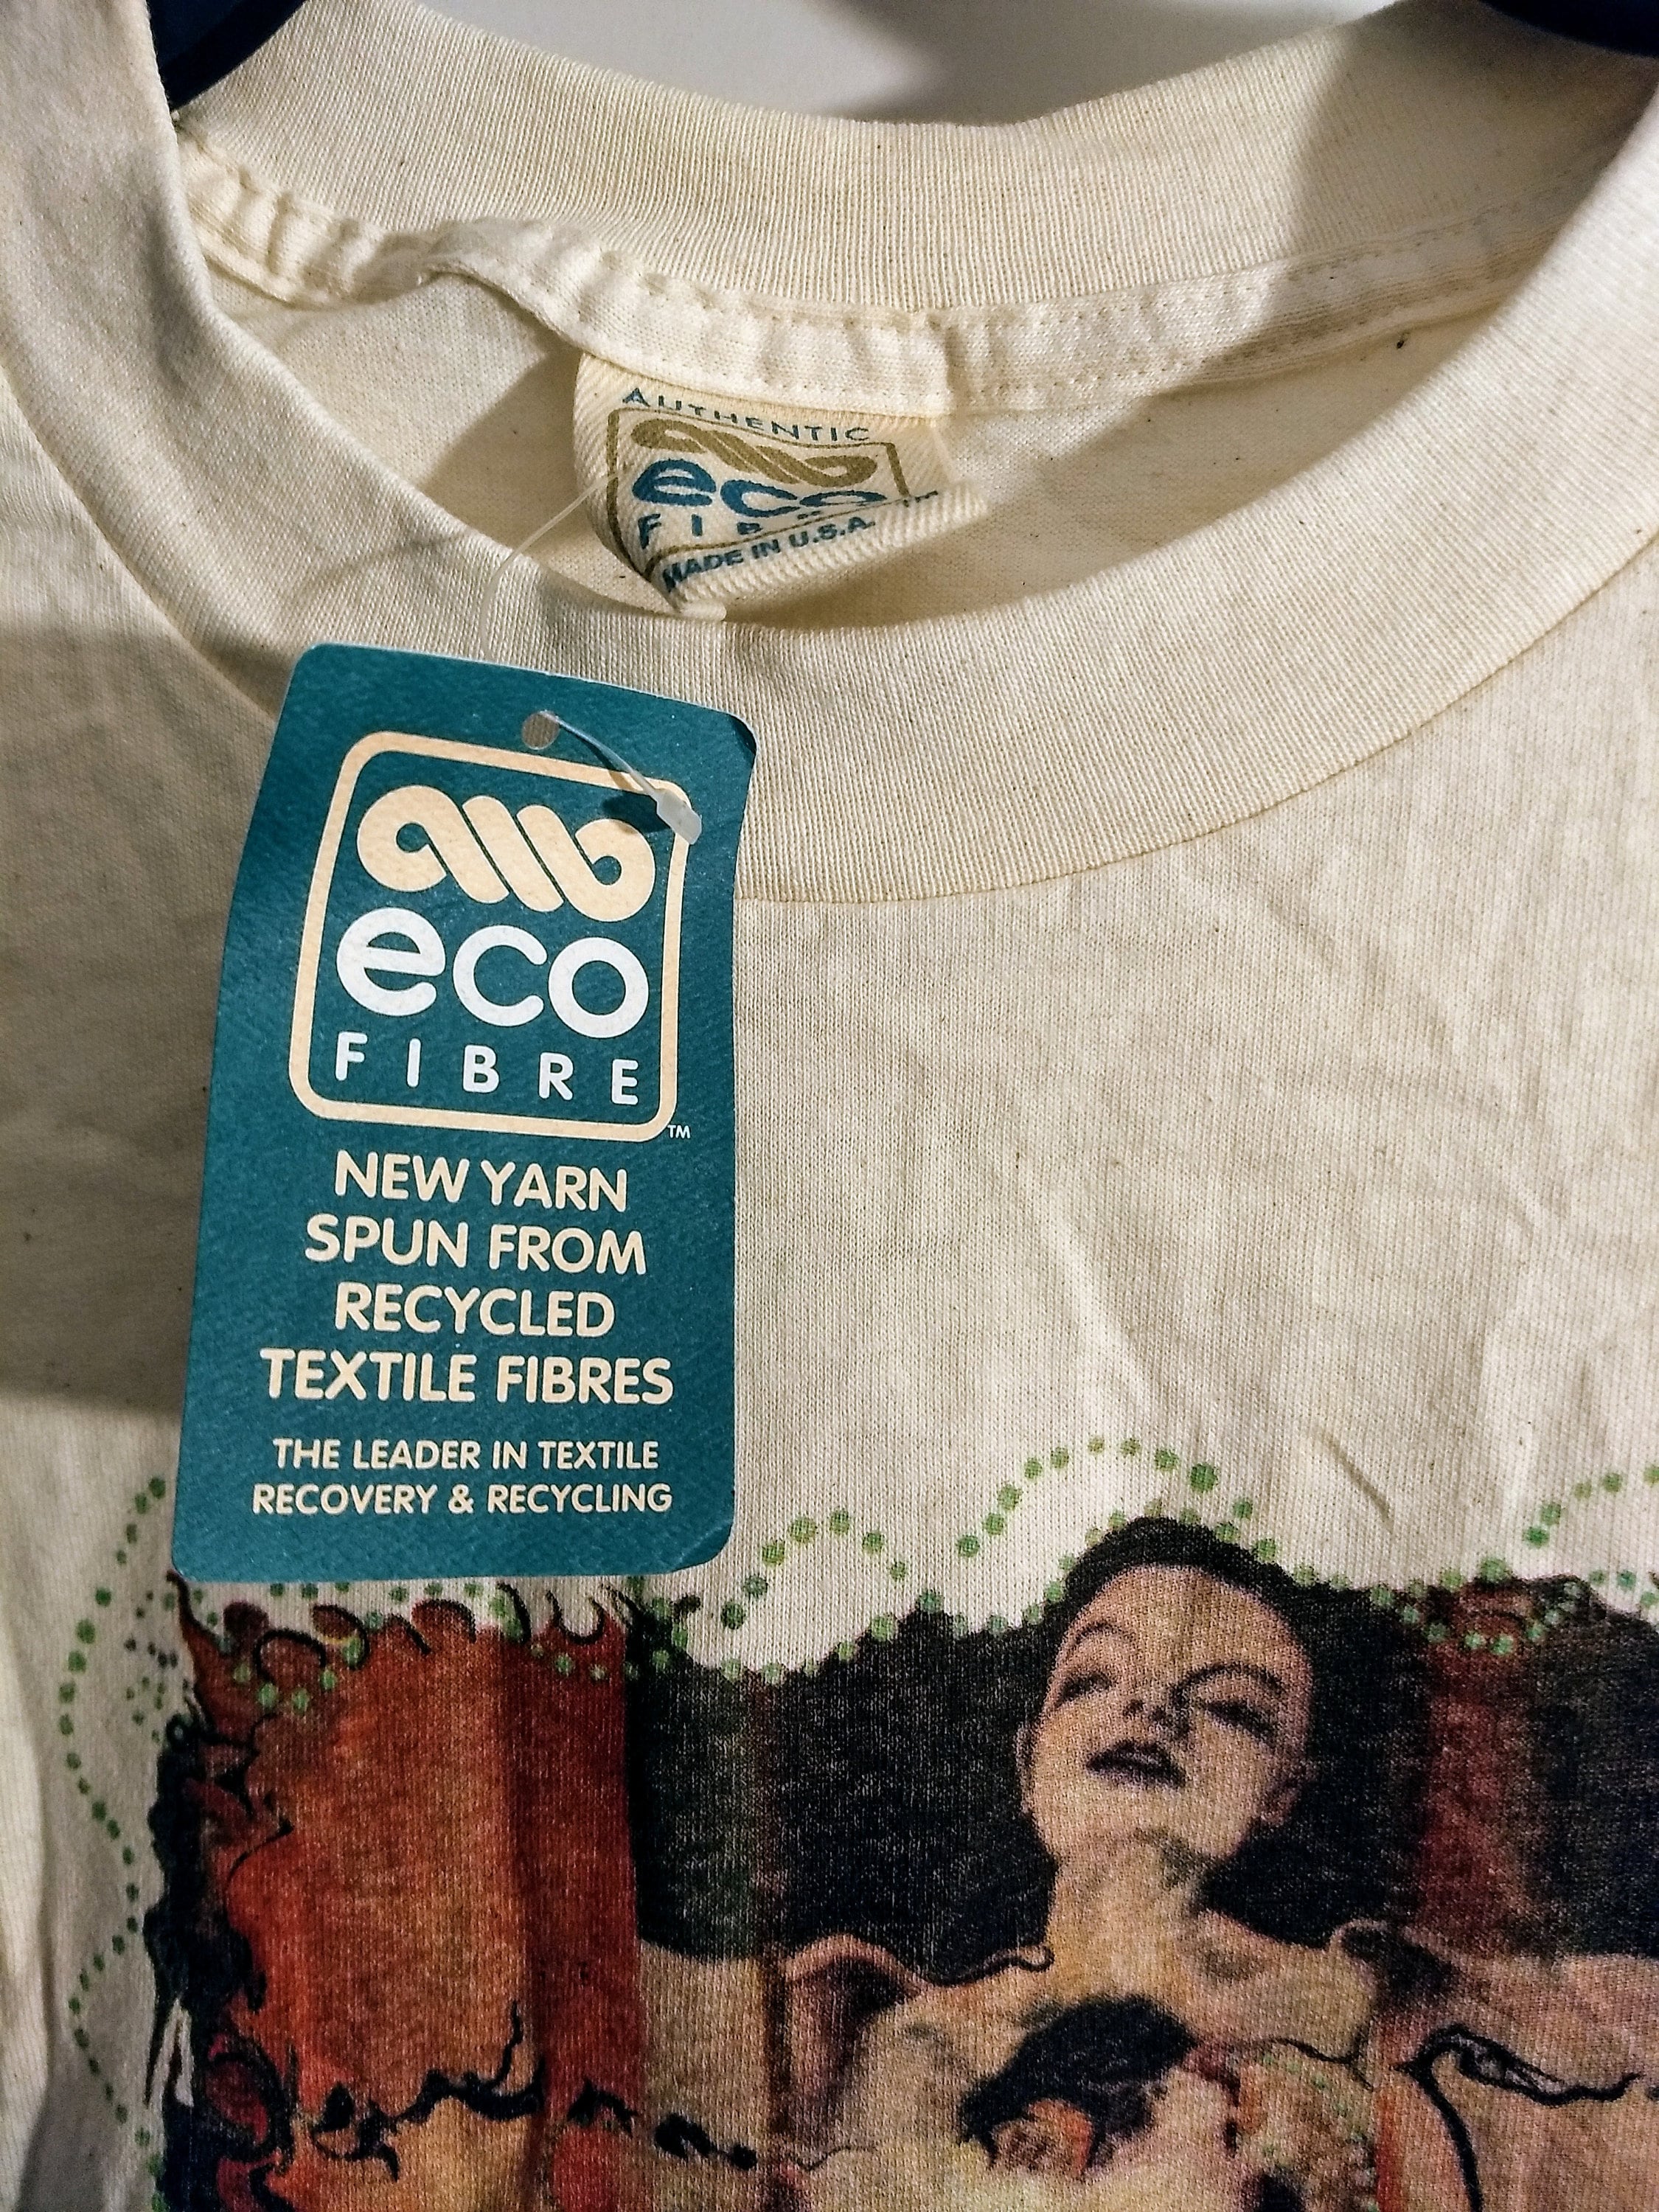 AUTHENTIC
eco
MADE IN U.S.A.
eco
FIBRE
TM
NEW YARN
SPUN FROM
RECYCLED
TEXTILE FIBRES
THE LEADER IN TEXTILE
RECOVERY & RECYCLING